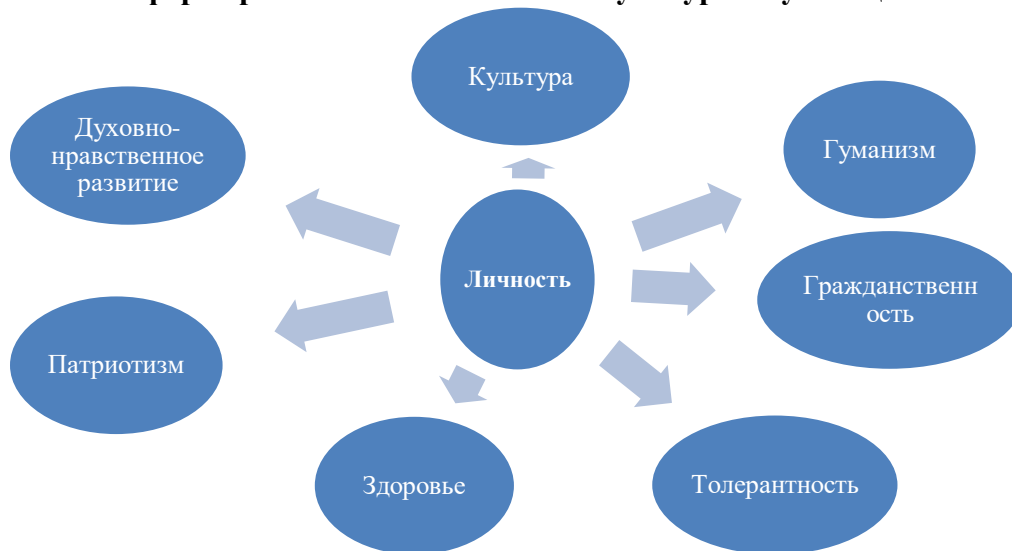 Культура
Духовно-
нравственное
развитие
Гуманизм
Личность
Гражданственн
ость
Патриотизм
Здоровье
Толерантность